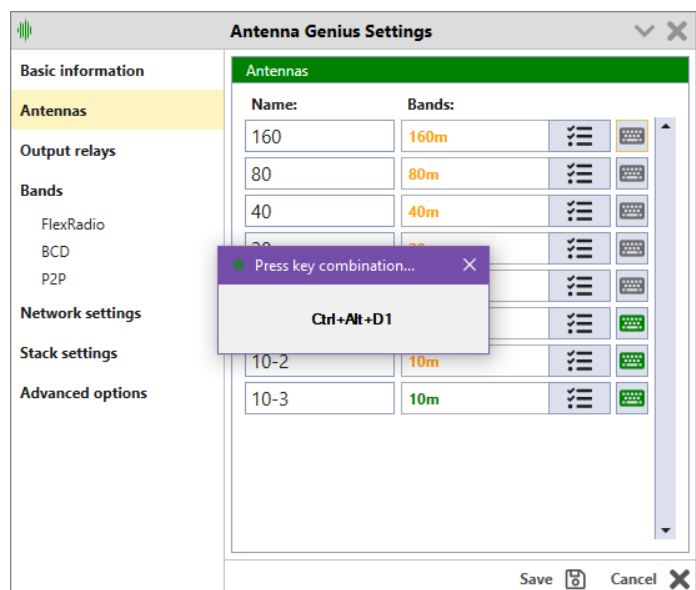 Antenna Genius Settings
Basic information
Antennas
Output relays
Bands
FlexRadio
BCD
P2P
Network settings
Stack settings
Advanced options
Antennas
Name: Bands:
160 160m
80 80m
40 40m
Press key combination...
Ctrl+Alt+D1
10-2 10m
10-3 10m
Save Cancel